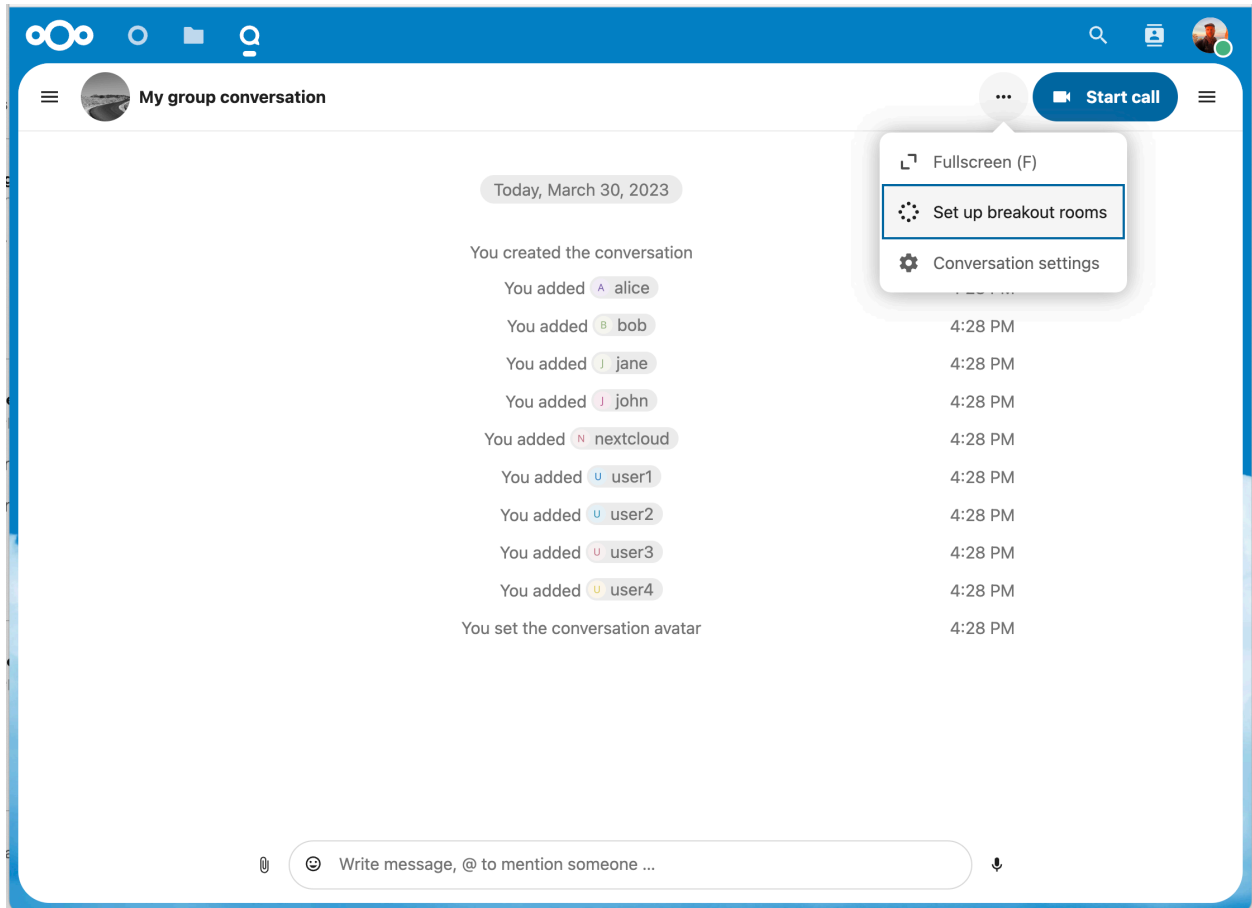 My group conversation
Start call
Fullscreen (F)
Set up breakout rooms
Conversation settings
Today, March 30, 2023
You created the conversation
You added A alice
You added B bob 4:28 PM
You added J jane 4:28 PM
You added J john 4:28 PM
You added N nextcloud 4:28 PM
You added U user1 4:28 PM
You added U user2 4:28 PM
You added U user3 4:28 PM
You added U user4 4:28 PM
You set the conversation avatar 4:28 PM
Write message, @ to mention someone ...